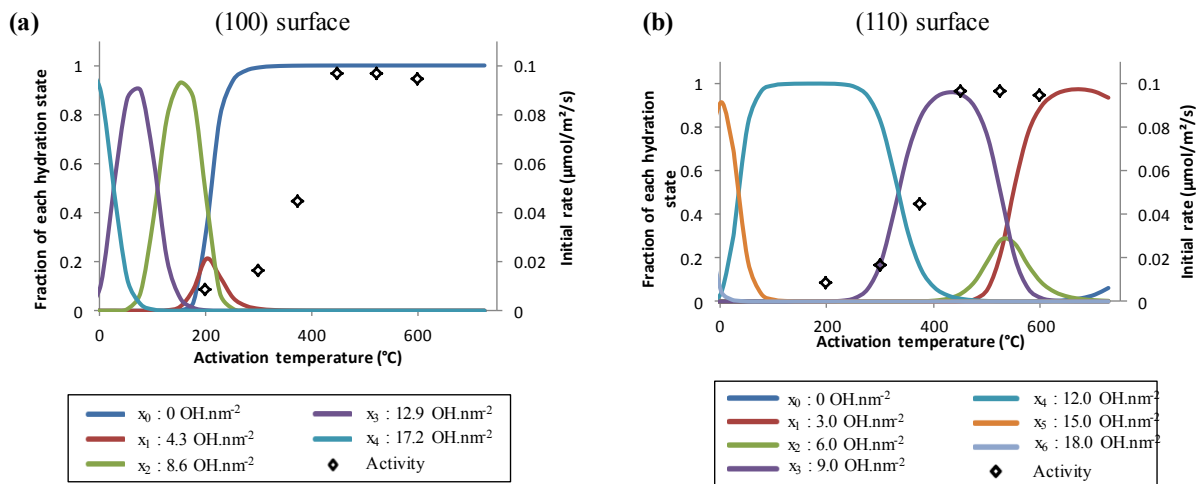 (a)
(100) surface
Fraction of each hydration state
1
0.8
0.6
0.4
0.2
0
0.1
0.08
0.06
0.04
0.02
0
Initial rate (µmol/m²/s)
0
200
400
600
Activation temperature (°C)
x₀ : 0 OH.nm⁻²
x₁ : 4.3 OH.nm⁻²
x₂ : 8.6 OH.nm⁻²
x₃ : 12.9 OH.nm⁻²
x₄ : 17.2 OH.nm⁻²
Activity
(b)
(110) surface
Fraction of each hydration
state
1
0.8
0.6
0.4
0.2
0
0.1
0.08
0.06
0.04
0.02
0
Initial rate (µmol/m²/s)
0
200
400
600
Activation temperature (°C)
x₀ : 0 OH.nm⁻²
x₁ : 3.0 OH.nm⁻²
x₂ : 6.0 OH.nm⁻²
x₃ : 9.0 OH.nm⁻²
x₄ : 12.0 OH.nm⁻²
x₅ : 15.0 OH.nm⁻²
x₆ : 18.0 OH.nm⁻²
Activity